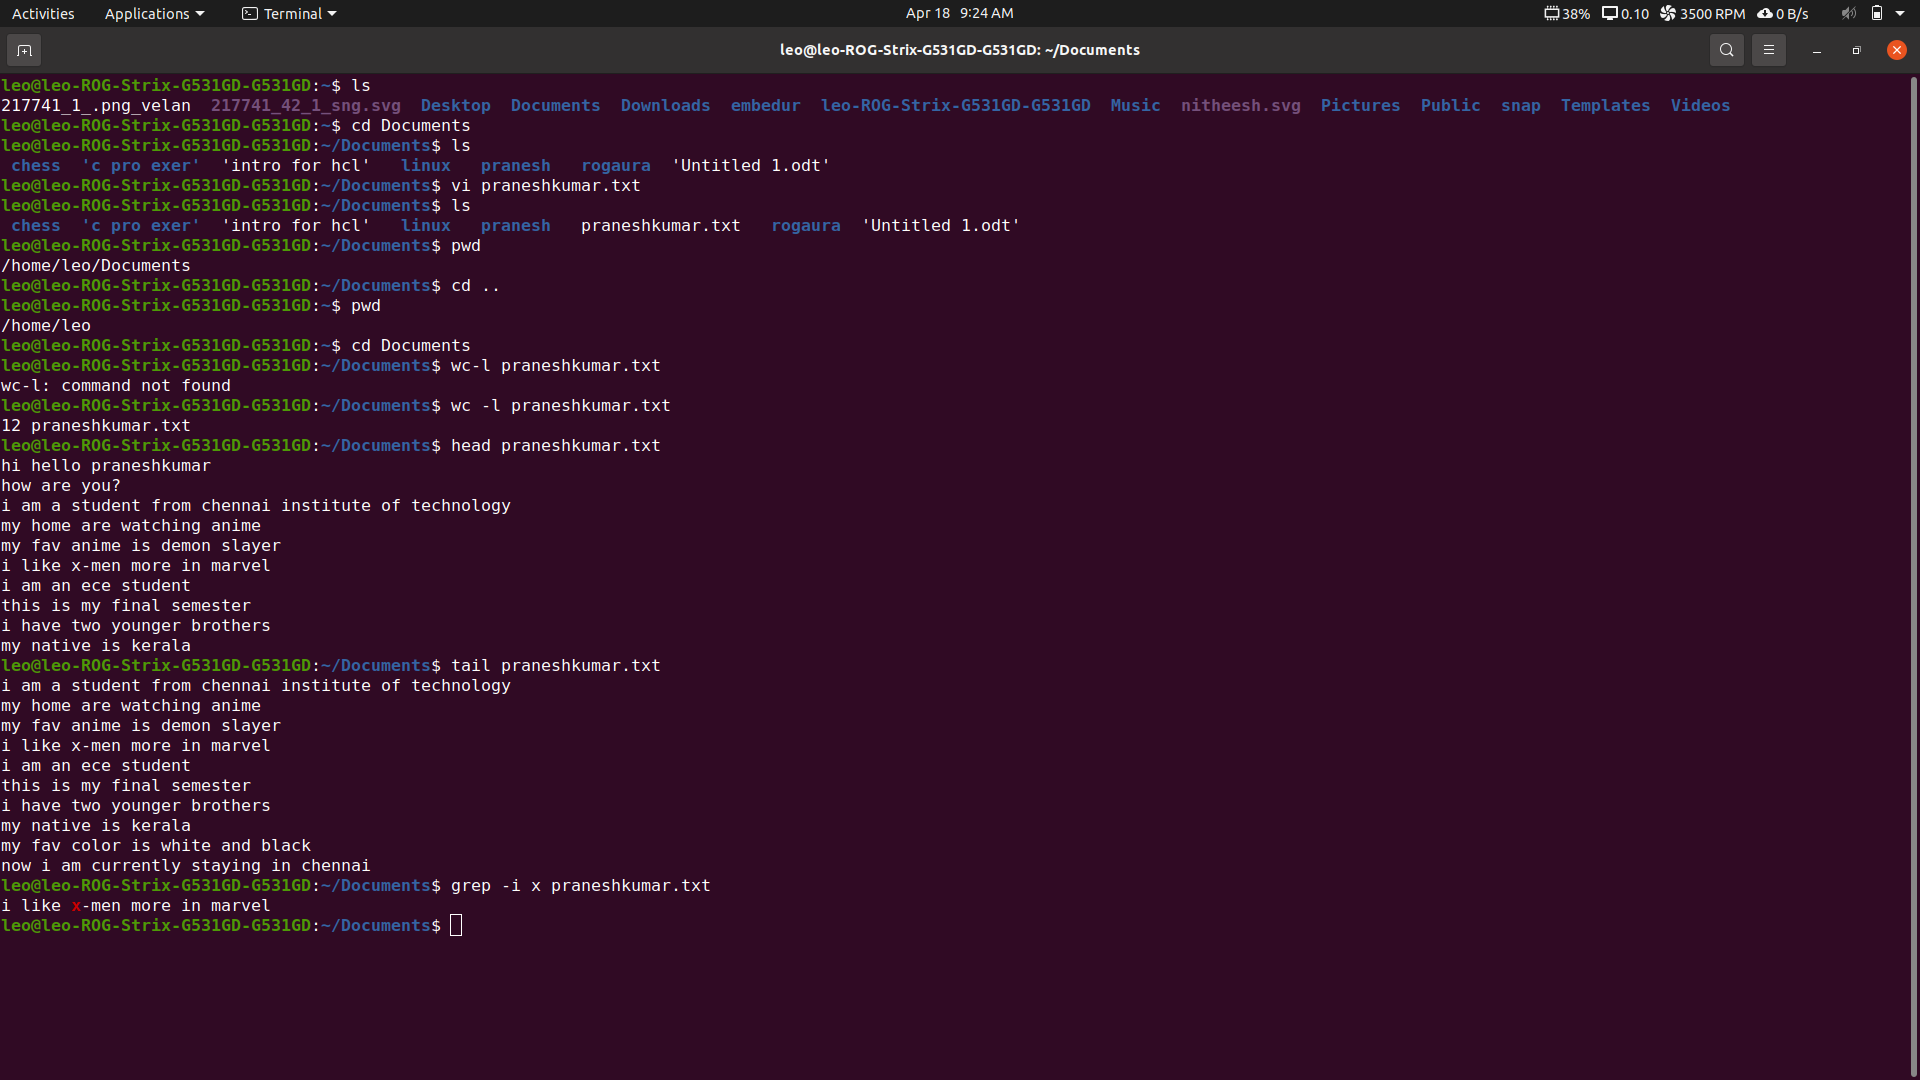 Activities Applications Terminal Apr 18 9:24 AM 38% 0.10 3500 RPM 0 B/s
leo@leo-ROG-Strix-G531GD-G531GD: ~/Documents
leo@leo-ROG-Strix-G531GD-G531GD:~$ ls
217741_1_.png_velan 217741_42_1_sng.svg Desktop Documents Downloads embedur leo-ROG-Strix-G531GD-G531GD Music nitheesh.svg Pictures Public snap Templates Videos
leo@leo-ROG-Strix-G531GD-G531GD:~$ cd Documents
leo@leo-ROG-Strix-G531GD-G531GD:~/Documents$ ls
chess 'c pro exer' 'intro for hcl' linux pranesh rogaura 'Untitled 1.odt'
leo@leo-ROG-Strix-G531GD-G531GD:~/Documents$ vi praneshkumar.txt
leo@leo-ROG-Strix-G531GD-G531GD:~/Documents$ ls
chess 'c pro exer' 'intro for hcl' linux pranesh praneshkumar.txt rogaura 'Untitled 1.odt'
leo@leo-ROG-Strix-G531GD-G531GD:~/Documents$ pwd
/home/leo/Documents
leo@leo-ROG-Strix-G531GD-G531GD:~/Documents$ cd ..
leo@leo-ROG-Strix-G531GD-G531GD:~$ pwd
/home/leo
leo@leo-ROG-Strix-G531GD-G531GD:~$ cd Documents
leo@leo-ROG-Strix-G531GD-G531GD:~/Documents$ wc-l praneshkumar.txt
wc-l: command not found
leo@leo-ROG-Strix-G531GD-G531GD:~/Documents$ wc -l praneshkumar.txt
12 praneshkumar.txt
leo@leo-ROG-Strix-G531GD-G531GD:~/Documents$ head praneshkumar.txt
hi hello praneshkumar
how are you?
i am a student from chennai institute of technology
my home are watching anime
my fav anime is demon slayer
i like x-men more in marvel
i am an ece student
this is my final semester
i have two younger brothers
my native is kerala
leo@leo-ROG-Strix-G531GD-G531GD:~/Documents$ tail praneshkumar.txt
i am a student from chennai institute of technology
my home are watching anime
my fav anime is demon slayer
i like x-men more in marvel
i am an ece student
this is my final semester
i have two younger brothers
my native is kerala
my fav color is white and black
now i am currently staying in chennai
leo@leo-ROG-Strix-G531GD-G531GD:~/Documents$ grep -i x praneshkumar.txt
i like x-men more in marvel
leo@leo-ROG-Strix-G531GD-G531GD:~/Documents$